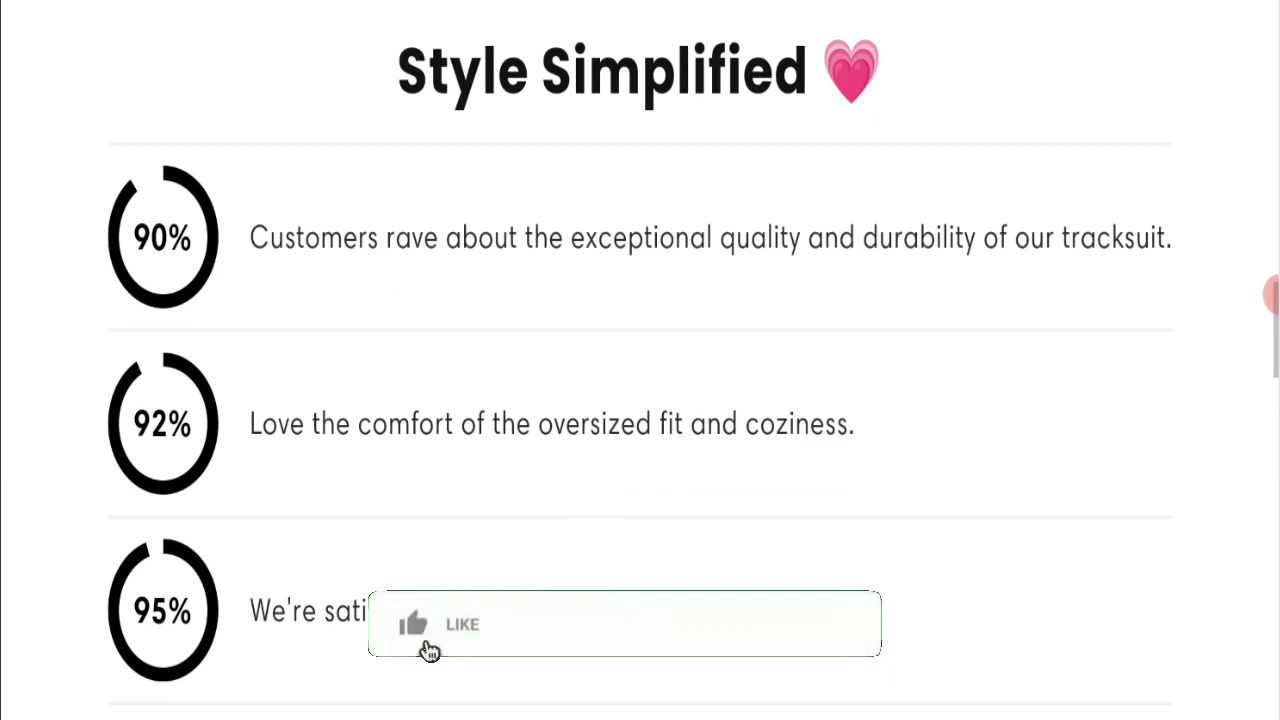 Style Simplified
90%
Customers rave about the exceptional quality and durability of our tracksuit.
92%
Love the comfort of the oversized fit and coziness.
95%
We're
LIKE